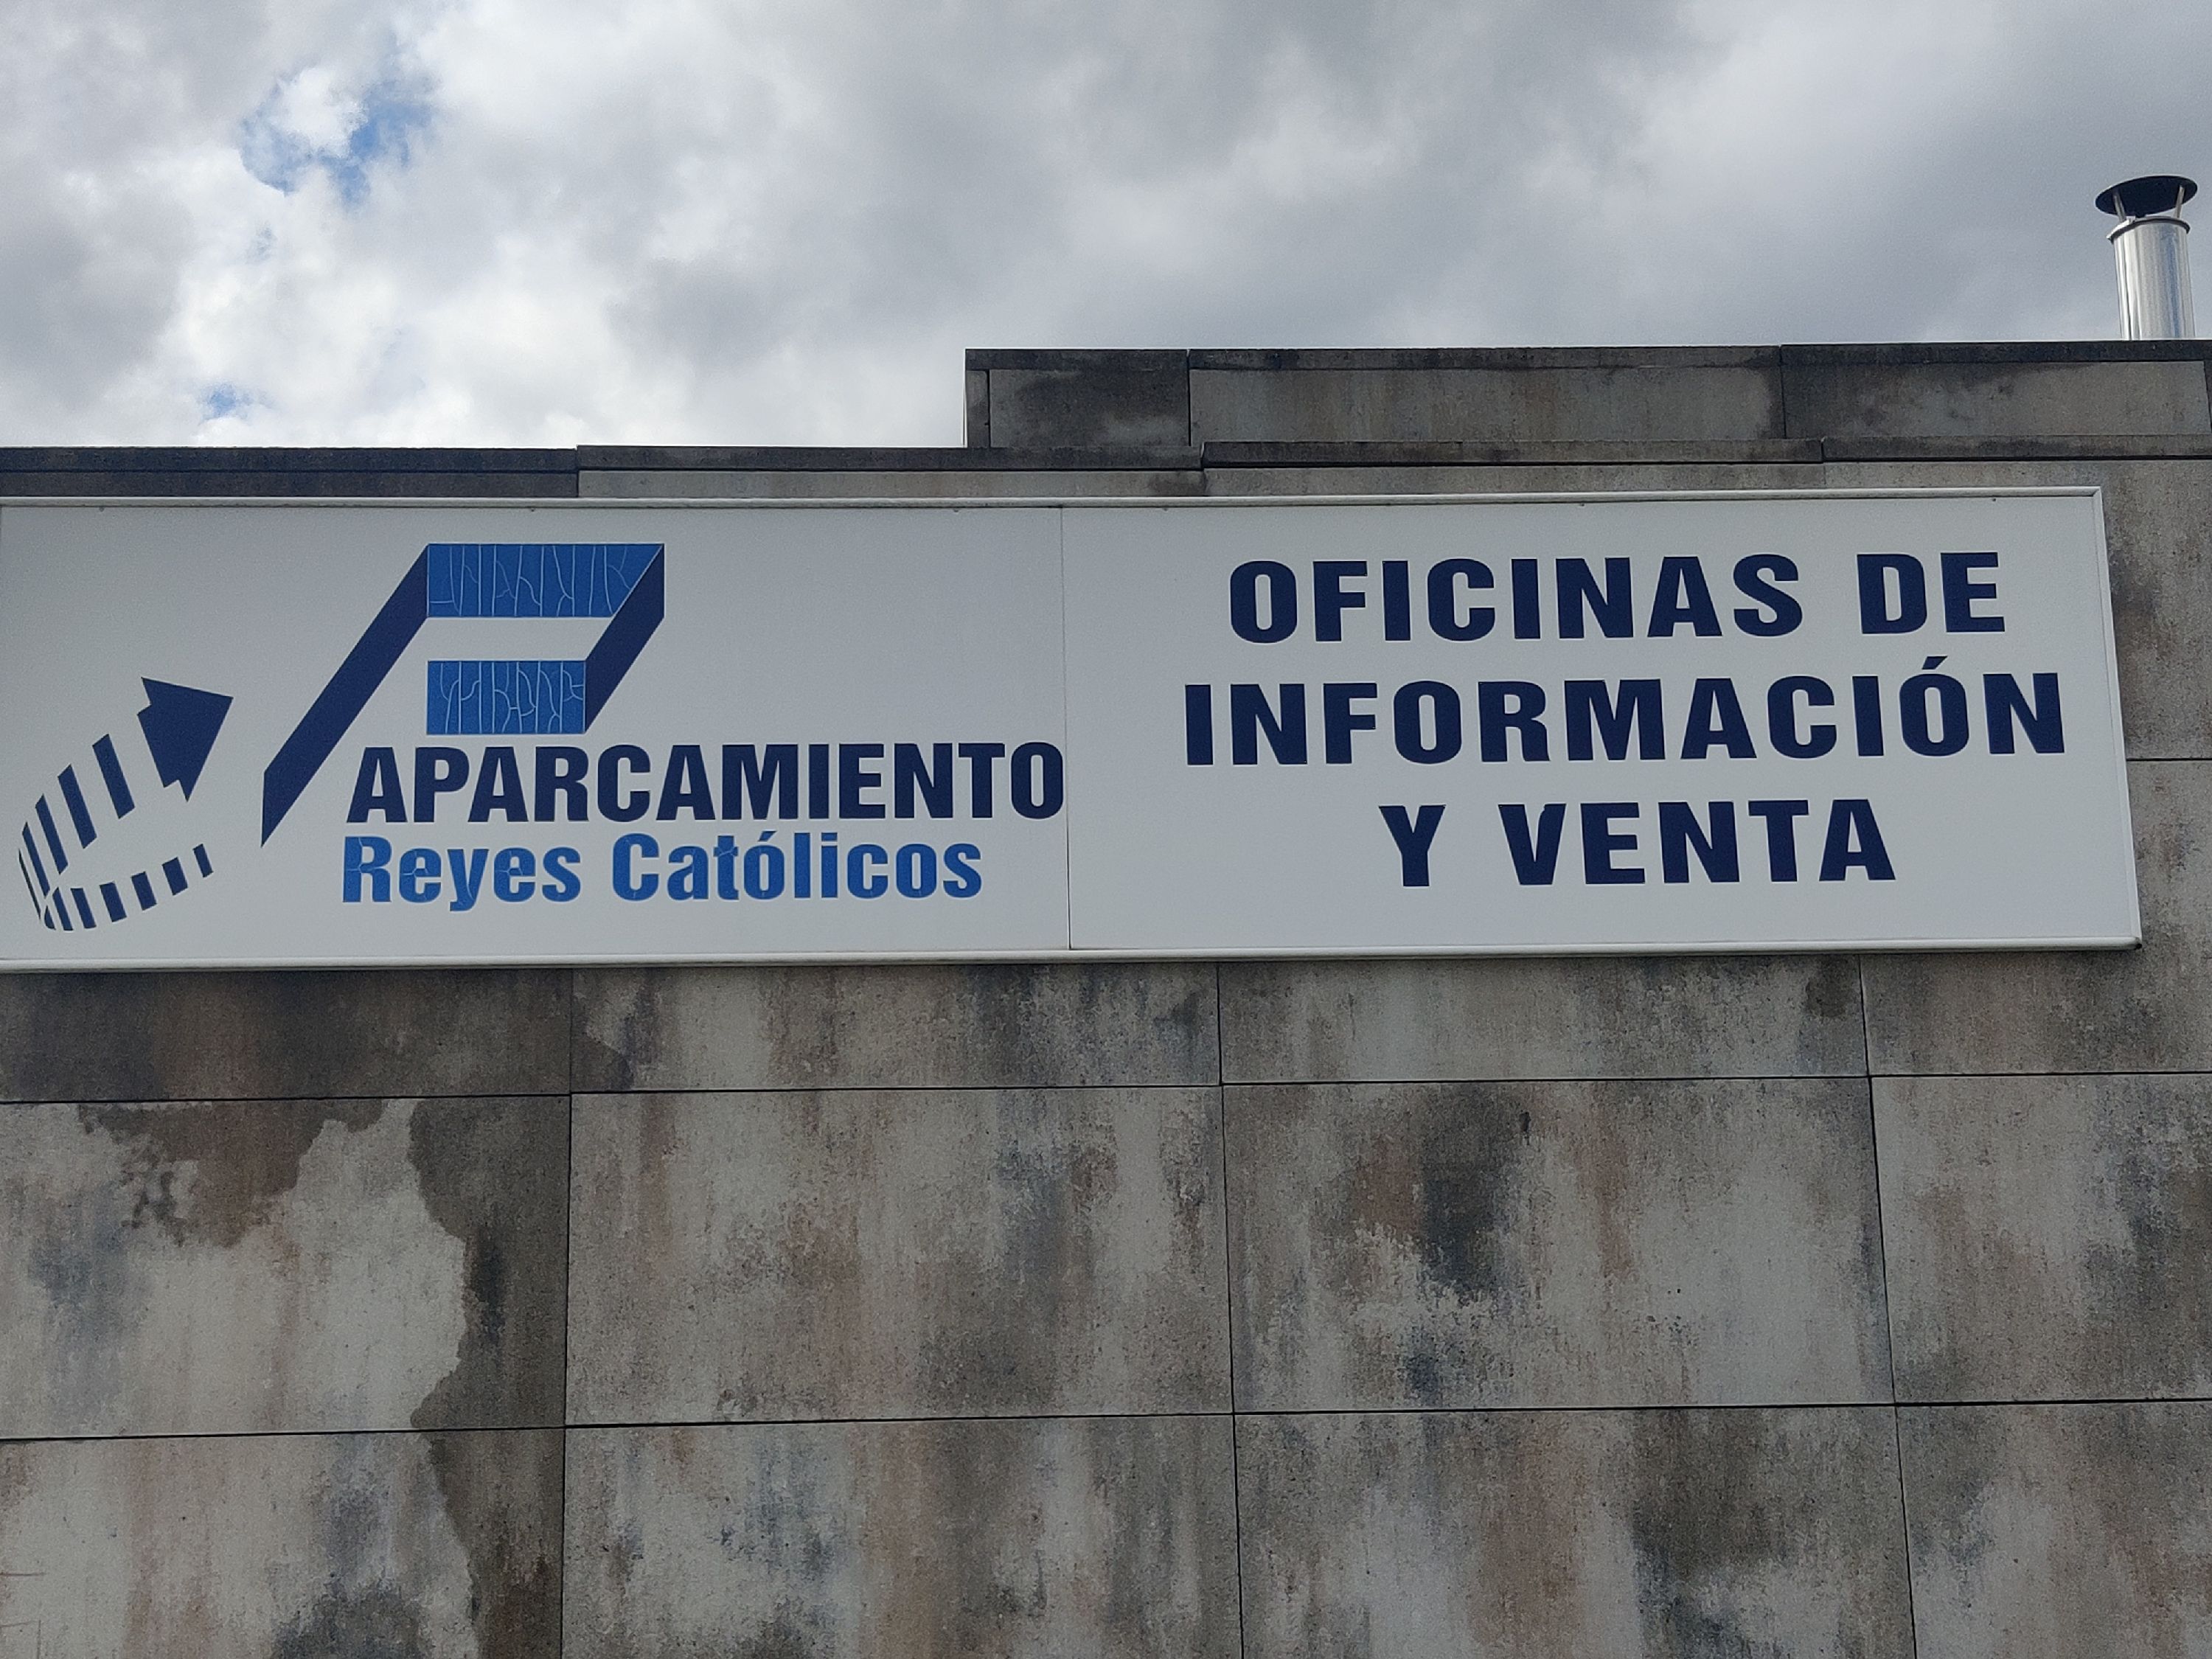 APARCAMIENTO
Reyes Católicos
OFICINAS DE
INFORMACIÓN
Y VENTA